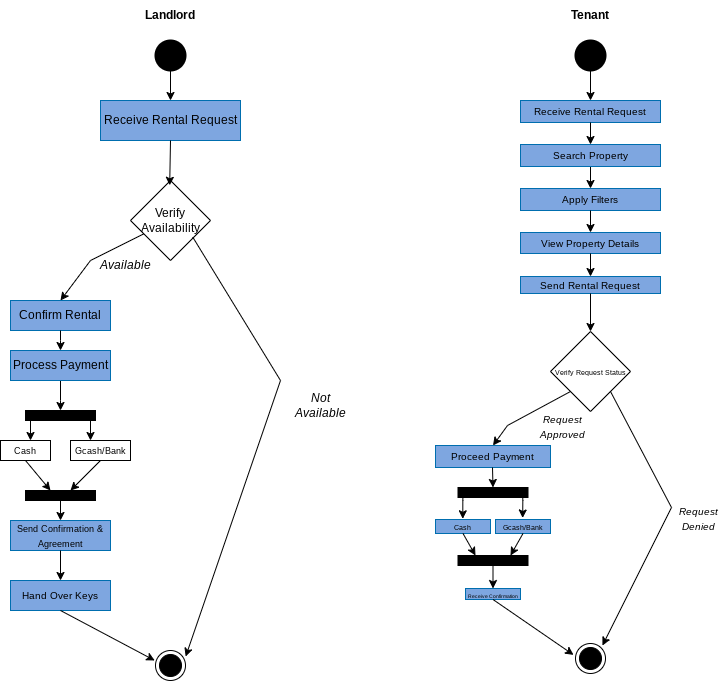 Landlord
Receive Rental Request
Verify
Availability
Available
Not
Available
Confirm Rental
Process Payment
Cash
Gcash/Bank
Send Confirmation &
Agreement
Hand Over Keys
Tenant
Receive Rental Request
Search Property
Apply Filters
View Property Details
Send Rental Request
Verify Request Status
Request
Approved
Request
Denied
Proceed Payment
Cash
Gcash/Bank
Receive Confirmation